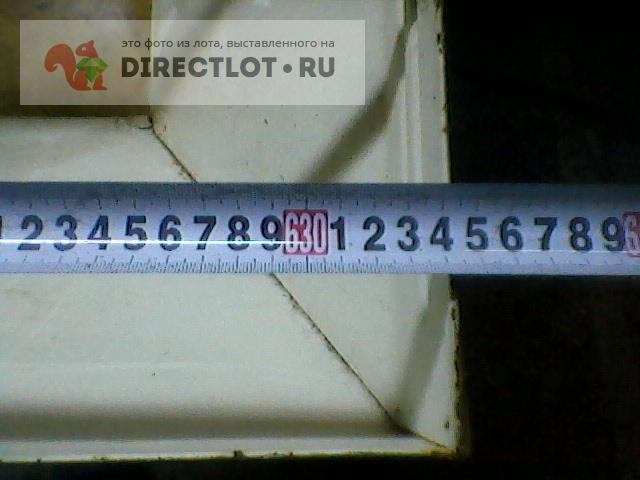 это фото из лота, выставленного на
DIRECTLOT.RU
1 2 3 4 5 6 7 8 9 630 1 2 3 4 5 6 7 8 9